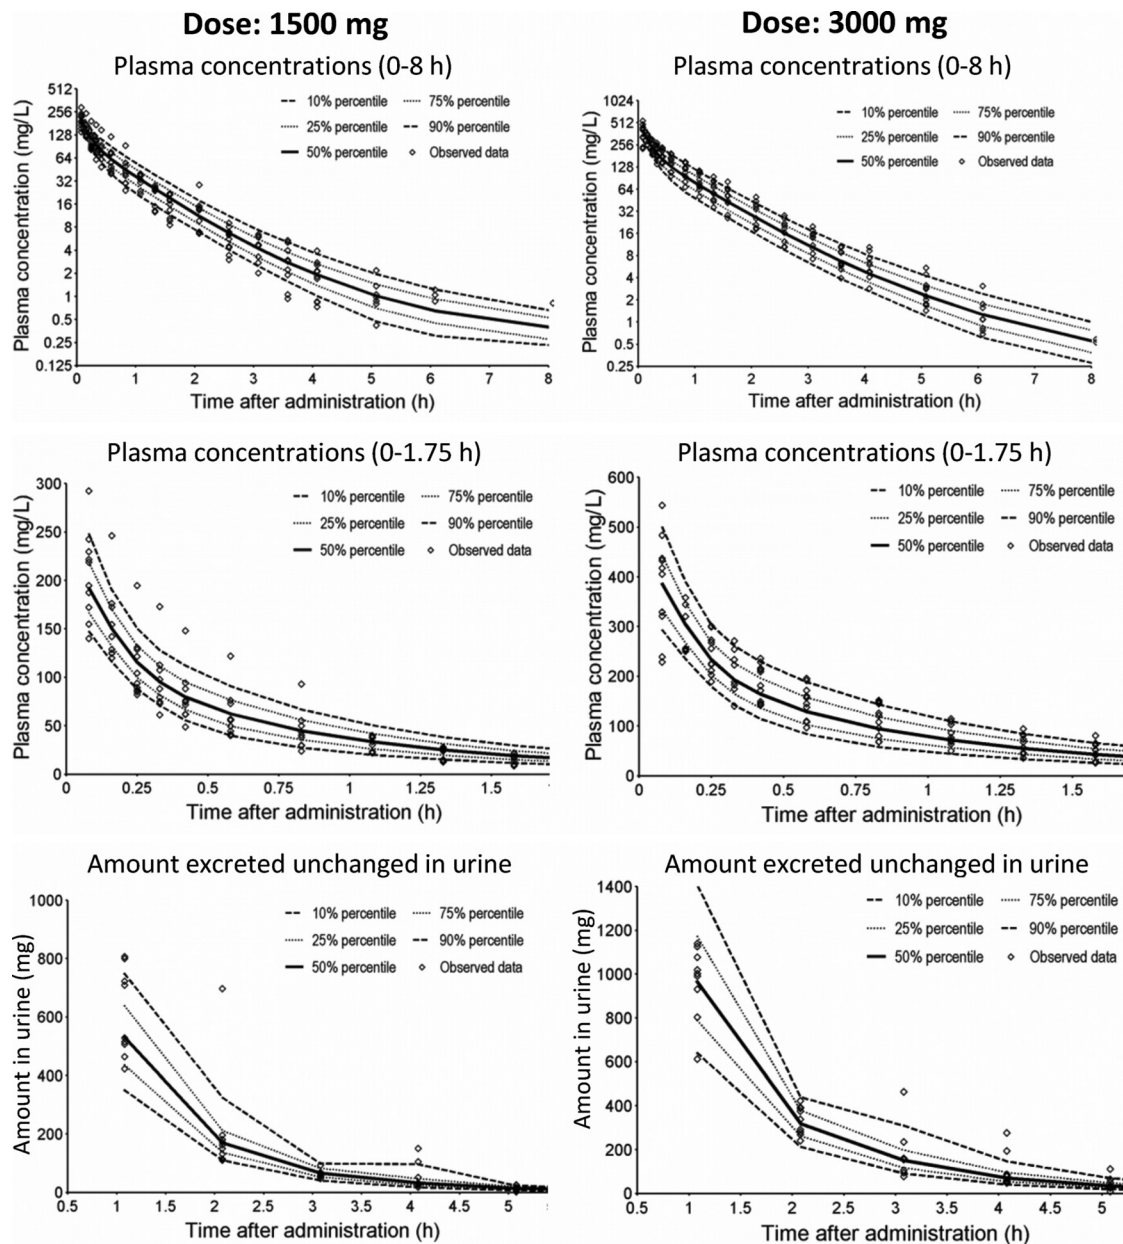 Dose: 1500 mg
Plasma concentrations (0-8 h)
Plasma concentration (mg/L)
512
256
128
64
32
16
8
4
2
1
0.5
0.25
0.125
10% percentile 75% percentile
25% percentile 90% percentile
50% percentile Observed data
0 1 2 3 4 5 6 7 8
Time after administration (h)
Dose: 3000 mg
Plasma concentrations (0-8 h)
Plasma concentration (mg/L)
1024
512
256
128
64
32
16
8
4
2
1
0.5
0.25
10% percentile 75% percentile
25% percentile 90% percentile
50% percentile Observed data
0 1 2 3 4 5 6 7 8
Time after administration (h)
Plasma concentrations (0-1.75 h)
Plasma concentration (mg/L)
300
250
200
150
100
50
0
10% percentile 75% percentile
25% percentile 90% percentile
50% percentile Observed data
0 0.25 0.5 0.75 1 1.25 1.5
Time after administration (h)
Plasma concentrations (0-1.75 h)
Plasma concentration (mg/L)
600
500
400
300
200
100
0
10% percentile 75% percentile
25% percentile 90% percentile
50% percentile Observed data
0 0.25 0.5 0.75 1 1.25 1.5
Time after administration (h)
Amount excreted unchanged in urine
Amount in urine (mg)
1000
800
600
400
200
0
10% percentile 75% percentile
25% percentile 90% percentile
50% percentile Observed data
0.5 1 1.5 2 2.5 3 3.5 4 4.5 5
Time after administration (h)
Amount excreted unchanged in urine
Amount in urine (mg)
1400
1200
1000
800
600
400
200
0
10% percentile 75% percentile
25% percentile 90% percentile
50% percentile Observed data
0.5 1 1.5 2 2.5 3 3.5 4 4.5 5
Time after administration (h)